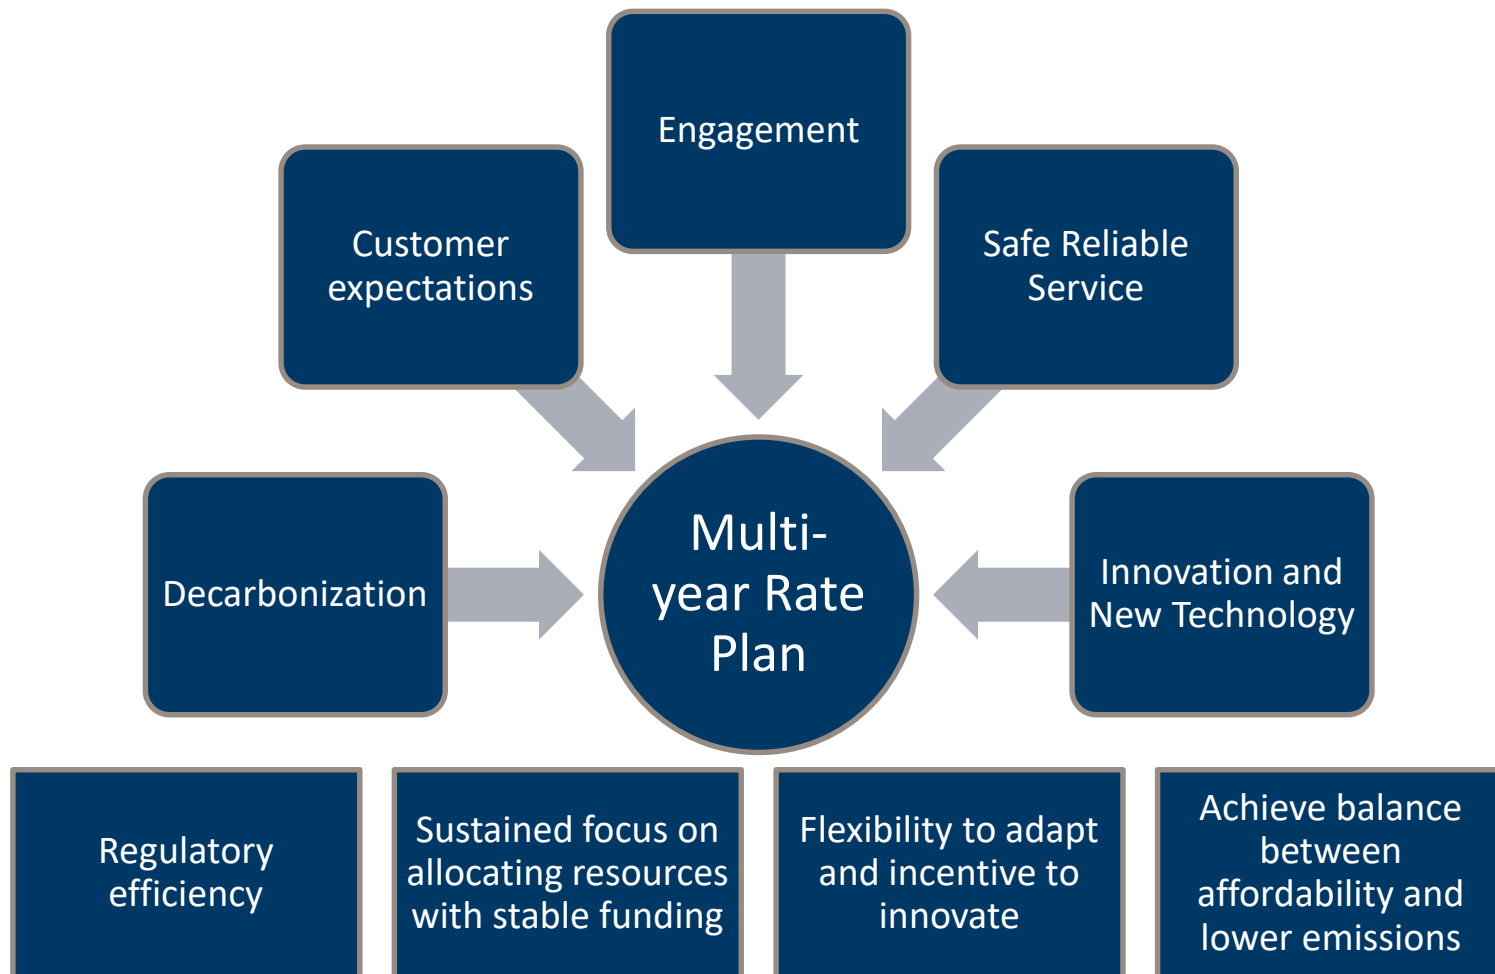 Engagement
Customer
expectations
Safe Reliable
Service
Decarbonization
Multi-
year Rate
Plan
Innovation and
New Technology
Regulatory
efficiency
Sustained focus on
allocating resources
with stable funding
Flexibility to adapt
and incentive to
innovate
Achieve balance
between
affordability and
lower emissions